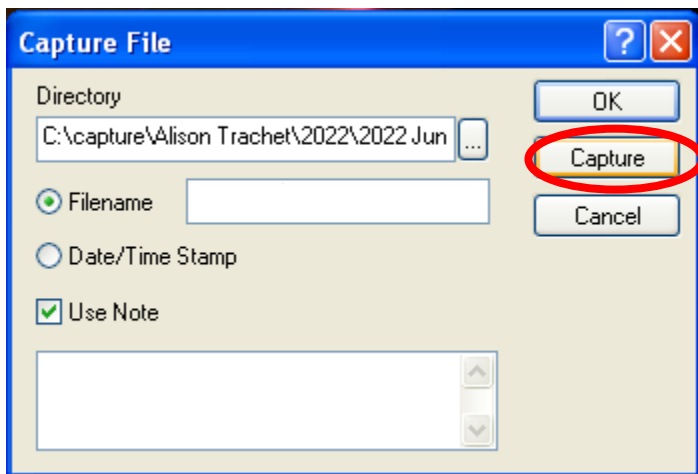 Capture File
Directory
C:\capture\Alison Trachet\2022\2022 Jun
...
Filename
Date/Time Stamp
Use Note
OK
Capture
Cancel